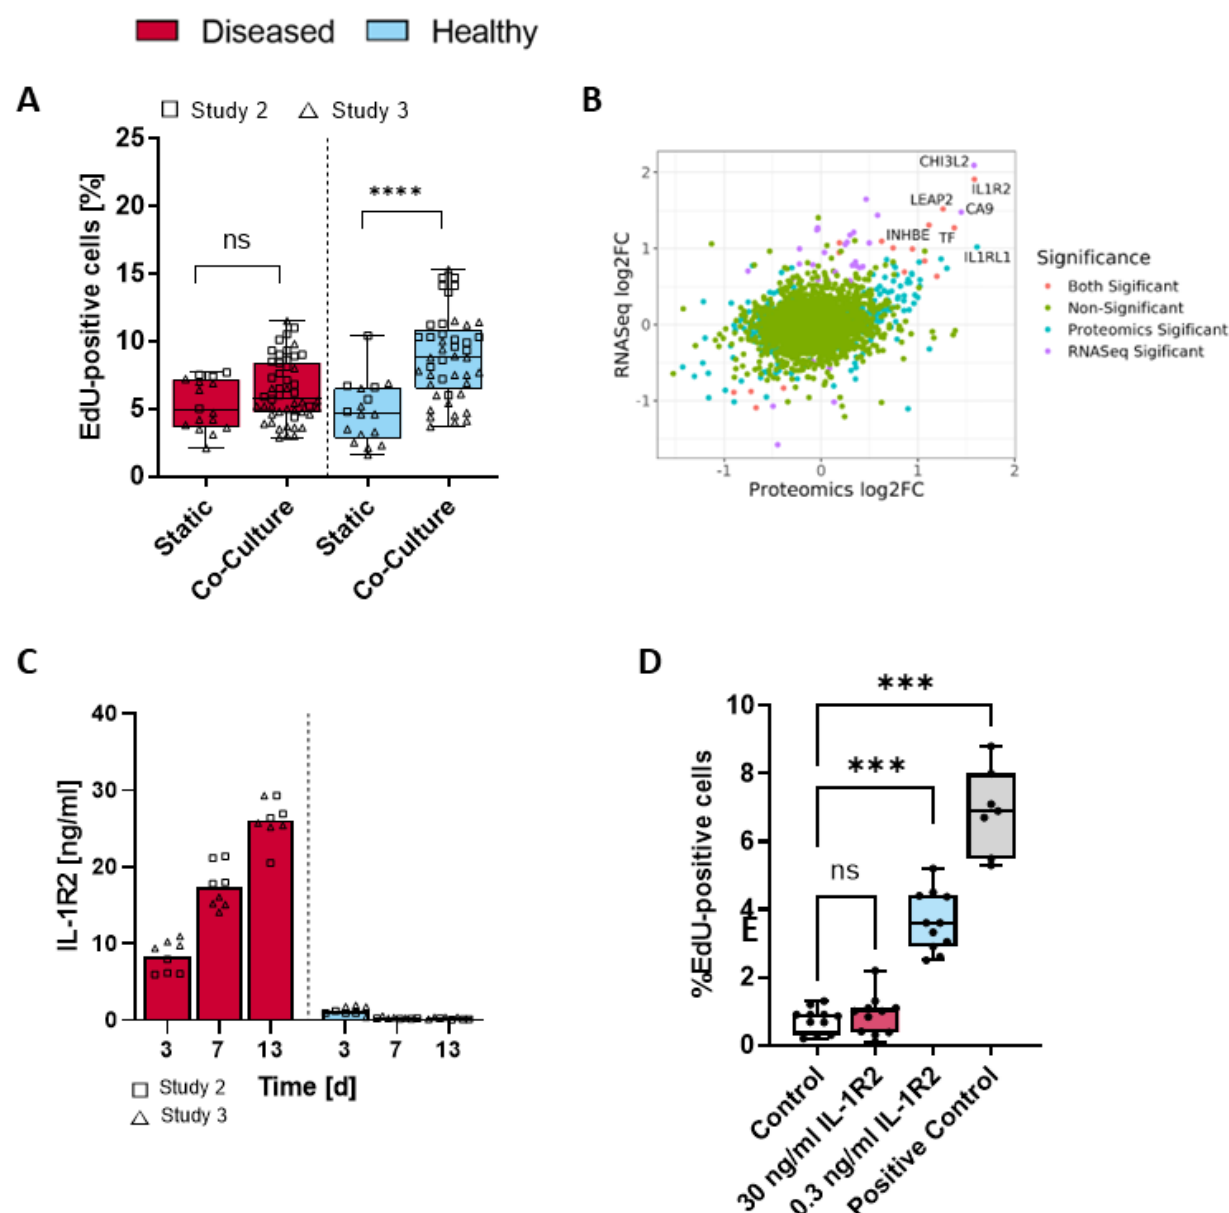 Diseased Healthy
A
Study 2 Study 3
EdU-positive cells [%]
25
20
15
10
5
0
ns
****
Static
Co-Culture
Static
Co-Culture
B
RNASeq log2FC
2
1
0
-1
CHI3L2
IL1R2
LEAP2
CA9
INHBE
TF
IL1RL1
-1 0 1 2
Proteomics log2FC
Significance
Both Sigificant
Non-Significant
Proteomics Sigificant
RNASeq Sigificant
C
IL-1R2 [ng/ml]
40
30
20
10
0
3 7 13 3 7 13
Time [d]
Study 2
Study 3
D
%EdU-positive cells
E
10
8
6
4
2
0
***
***
ns
Control
30 ng/ml IL-1R2
0.3 ng/ml IL-1R2
Positive Control